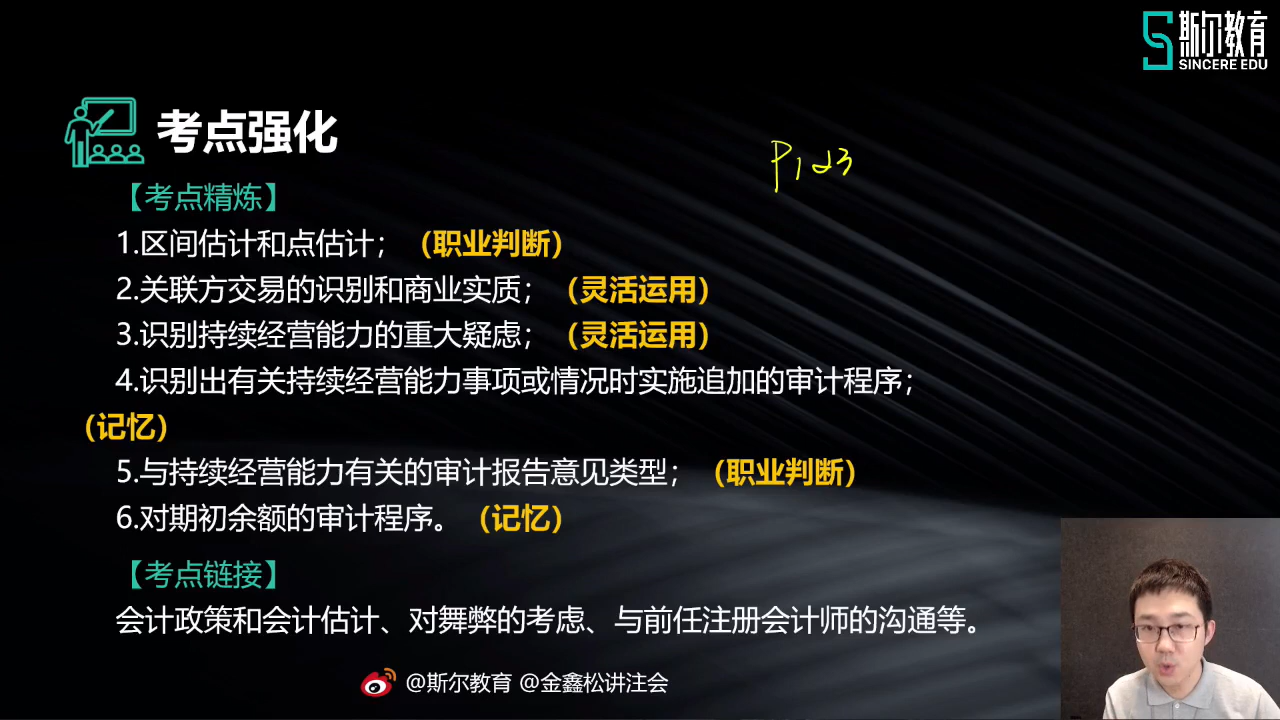 斯尔教育
SINCERE EDU
考点强化
P123
【考点精炼】
1.区间估计和点估计；（职业判断）
2.关联方交易的识别和商业实质；（灵活运用）
3.识别持续经营能力的重大疑虑；（灵活运用）
4.识别出有关持续经营能力事项或情况时实施追加的审计程序；
（记忆）
5.与持续经营能力有关的审计报告意见类型；（职业判断）
6.对期初余额的审计程序。（记忆）
【考点链接】
会计政策和会计估计、对舞弊的考虑、与前任注册会计师的沟通等。
@斯尔教育 @金鑫松讲注会